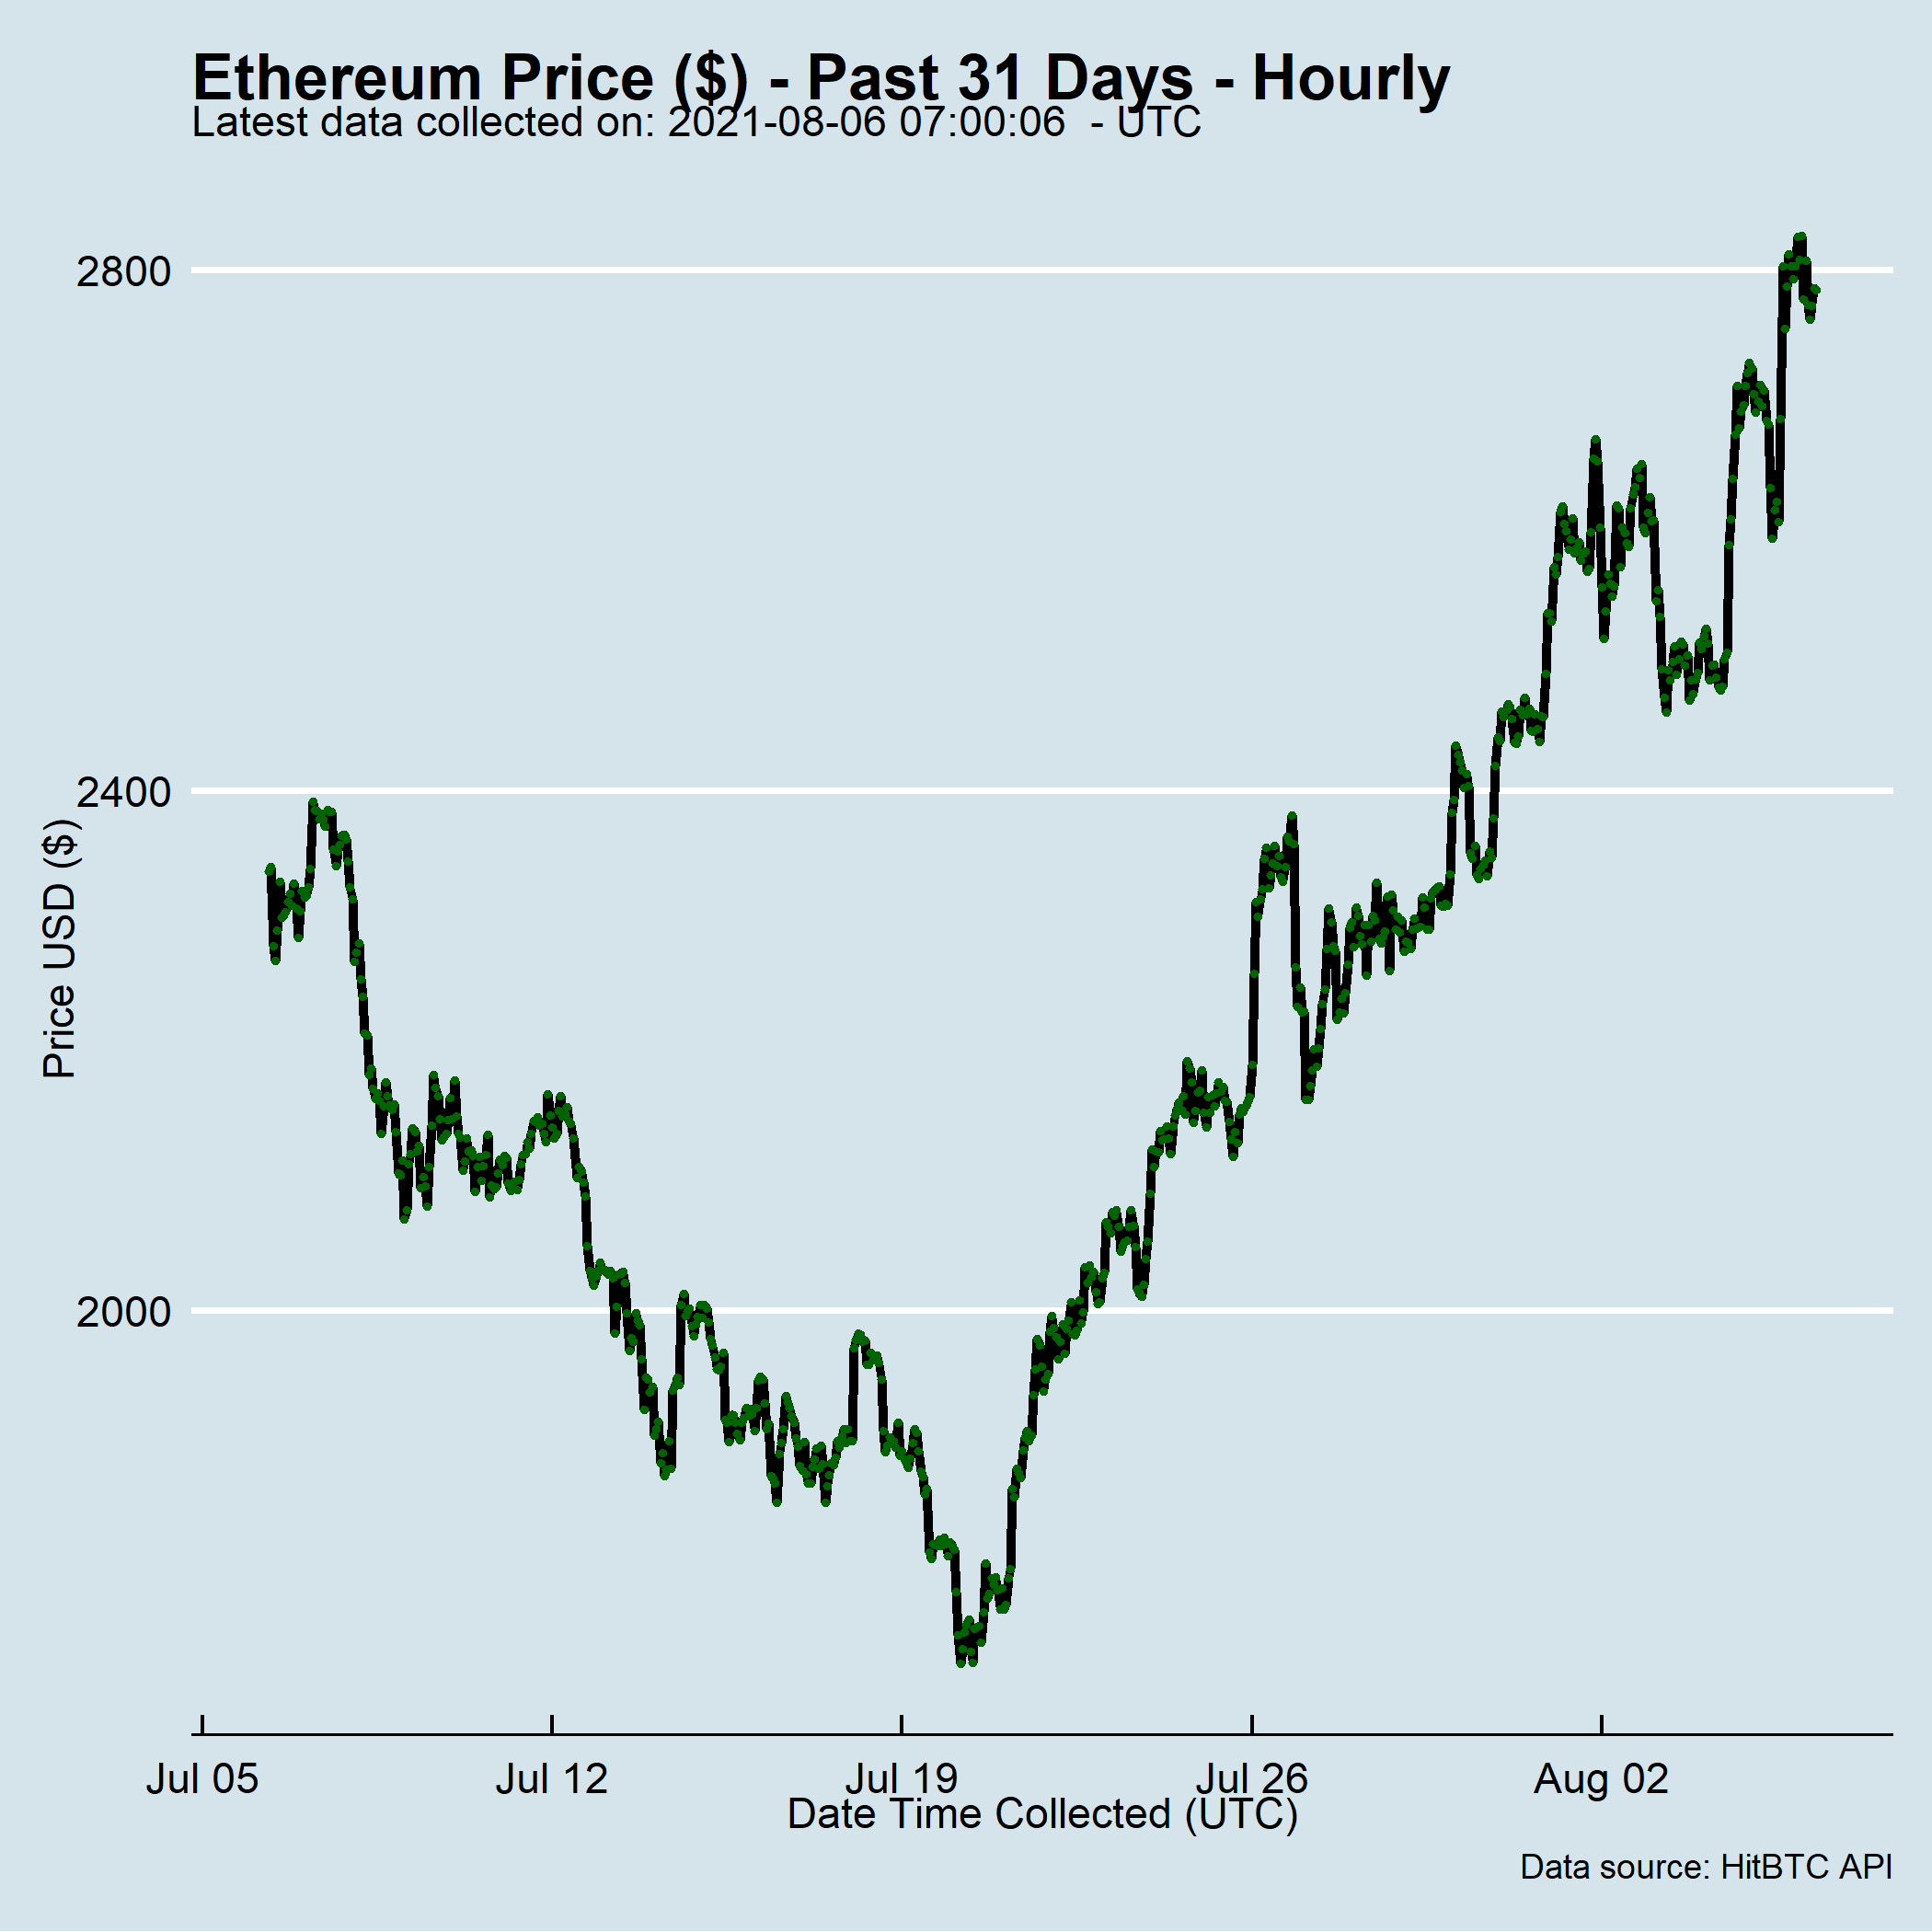 Ethereum Price ($) - Past 31 Days - Hourly
Latest data collected on: 2021-08-06 07:00:06  - UTC
2800
2400
2000
Price USD ($)
Jul 05 Jul 12 Jul 19 Jul 26 Aug 02
Date Time Collected (UTC)
Data source: HitBTC API